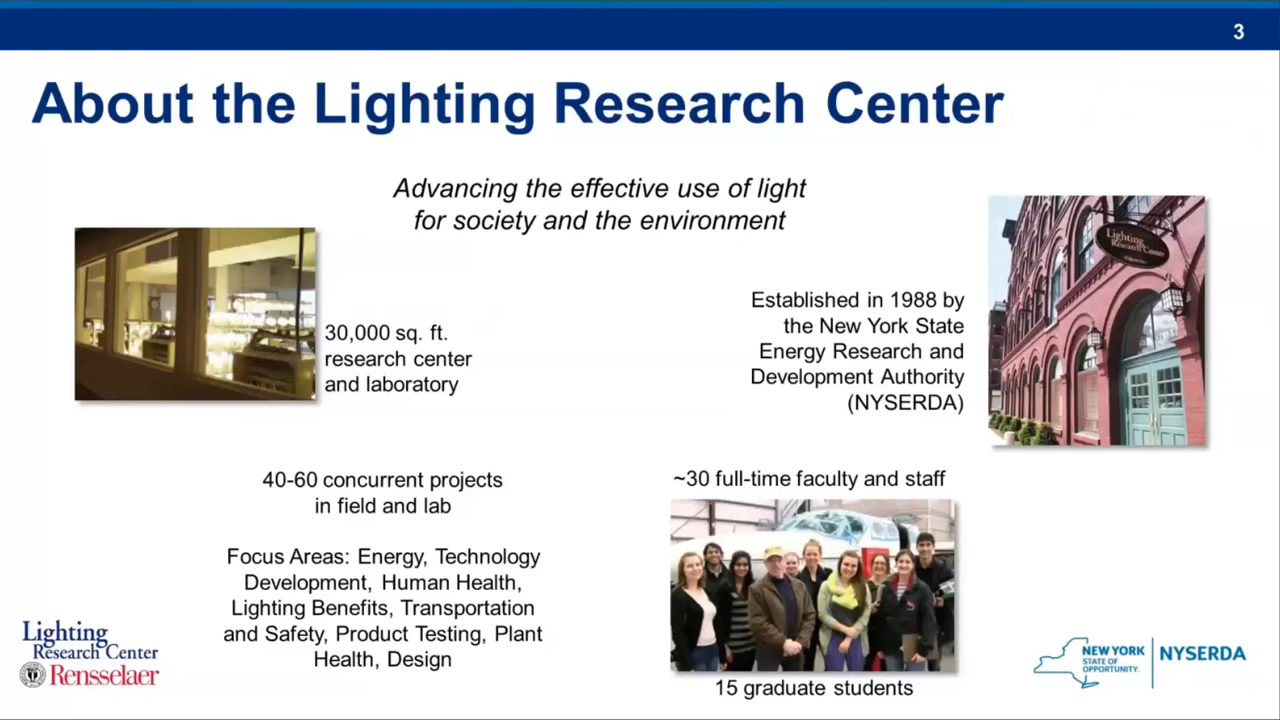 3
About the Lighting Research Center
Advancing the effective use of light
for society and the environment
30,000 sq. ft.
research center
and laboratory
Established in 1988 by
the New York State
Energy Research and
Development Authority
(NYSERDA)
Lighting
Research Center
40-60 concurrent projects
in field and lab
Focus Areas: Energy, Technology
Development, Human Health,
Lighting Benefits, Transportation
and Safety, Product Testing, Plant
Health, Design
~30 full-time faculty and staff
15 graduate students
Lighting
Research Center
Rensselaer
NEW YORK
STATE OF
OPPORTUNITY.
NYSERDA